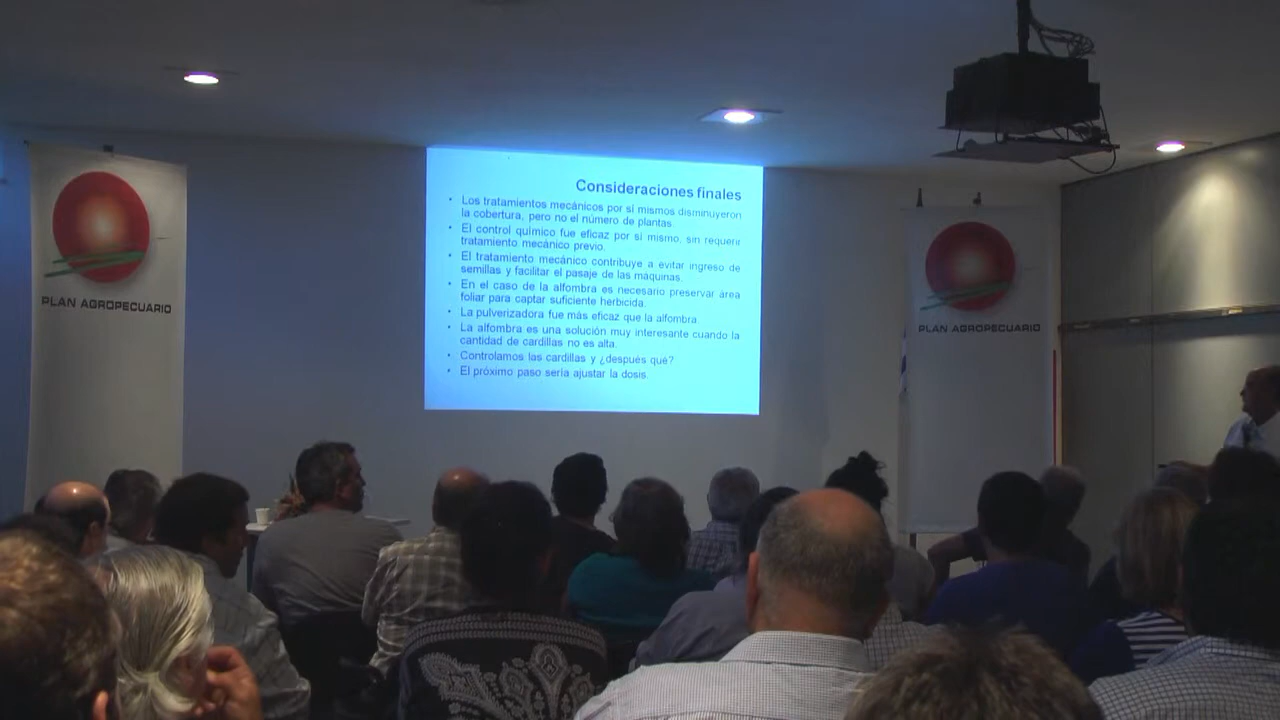 Consideraciones finales
• Los tratamientos mecánicos por sí mismos disminuyeron
la cobertura, pero no el número de plantas.
• El control químico fue eficaz por sí mismo, sin requerir
tratamiento mecánico previo.
• El tratamiento mecánico contribuye a evitar ingreso de
semillas y facilitar el pasaje de las máquinas.
• En el caso de la alfombra es necesario preservar área
foliar para captar suficiente herbicida.
• La pulverizadora fue más eficaz que la alfombra.
• La alfombra es una solución muy interesante cuando la
cantidad de cardillas no es alta.
• Controlamos las cardillas y ¿después qué?
• El próximo paso sería ajustar la dosis.
PLAN AGROPECUARIO
PLAN AGROPECUARIO